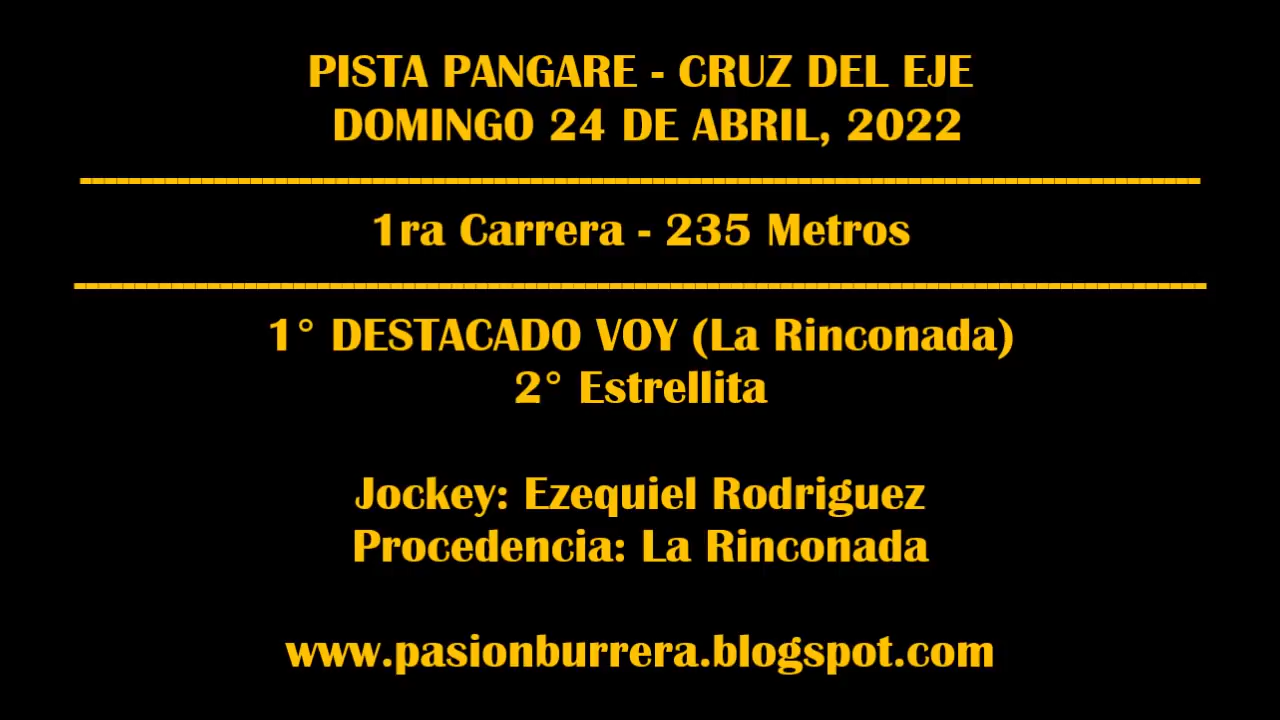 PISTA PANGARE - CRUZ DEL EJE
DOMINGO 24 DE ABRIL, 2022
1ra Carrera - 235 Metros
1° DESTACADO VOY (La Rinconada)
2° Estrellita
Jockey: Ezequiel Rodriguez
Procedencia: La Rinconada
www.pasionburrera.blogspot.com